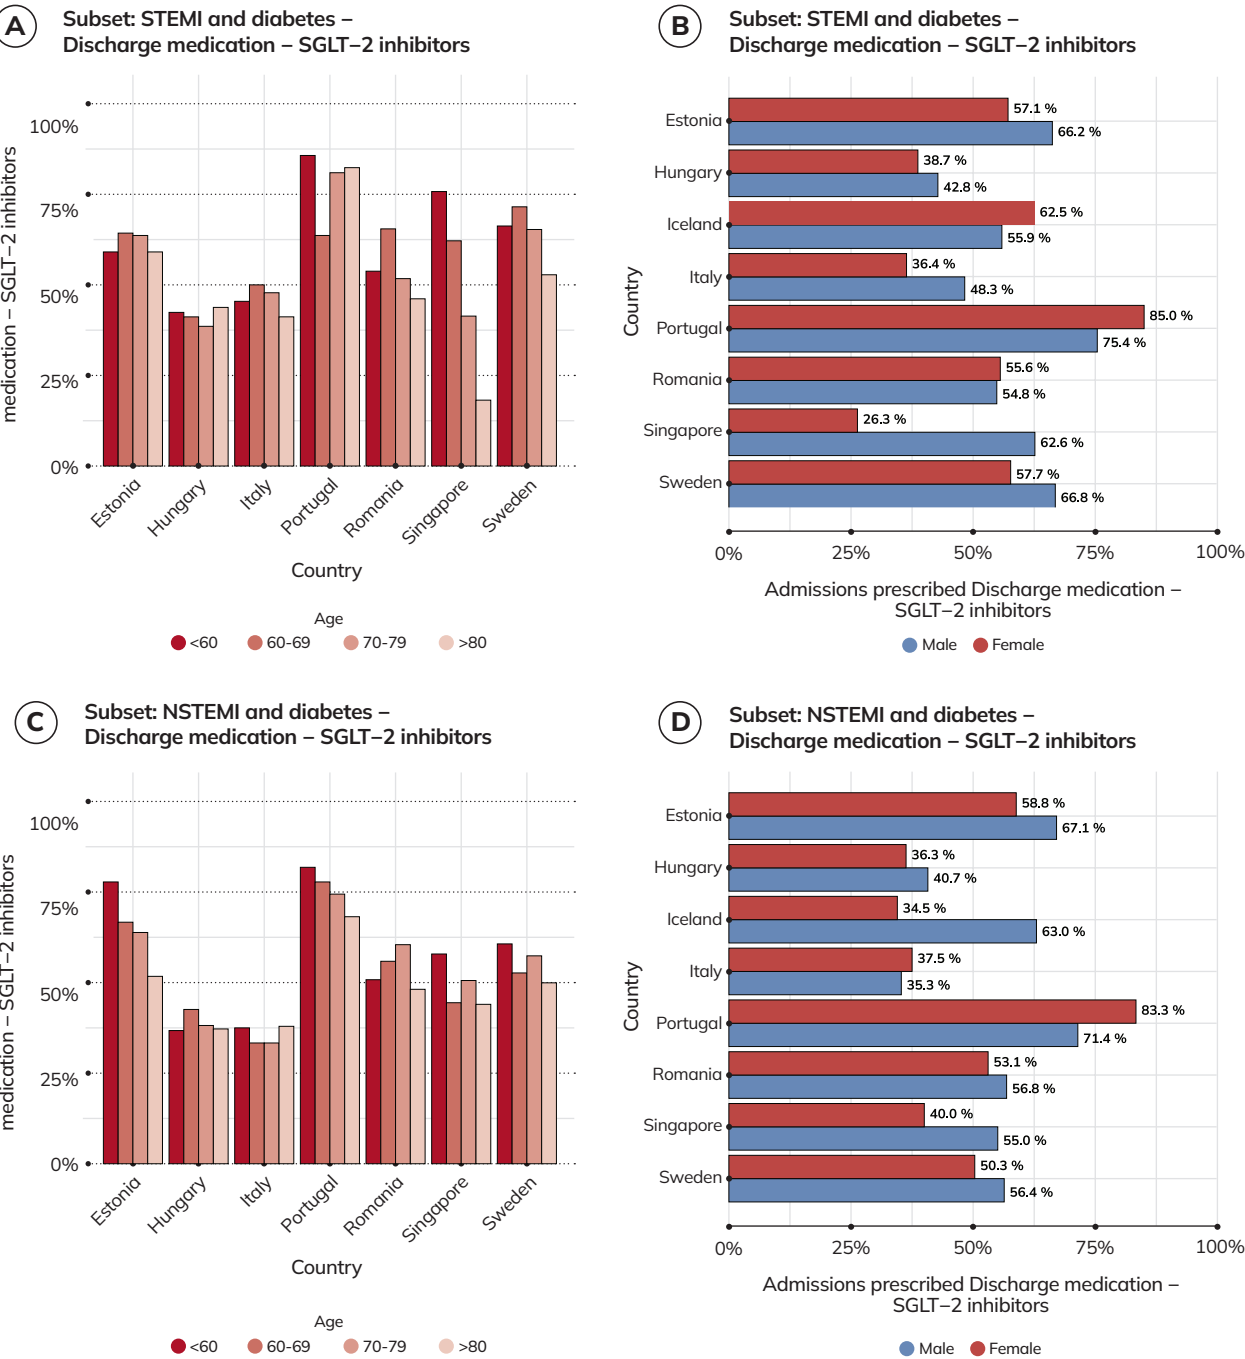 A
Subset: STEMI and diabetes –
Discharge medication – SGLT–2 inhibitors
medication – SGLT–2 inhibitors
100%
75%
50%
25%
0%
Estonia
Hungary
Italy
Portugal
Romania
Singapore
Sweden
Country
Age
<60
60-69
70-79
>80
B
Subset: STEMI and diabetes –
Discharge medication – SGLT–2 inhibitors
Country
Estonia
57.1 %
66.2 %
Hungary
38.7 %
42.8 %
Iceland
62.5 %
55.9 %
Italy
36.4 %
48.3 %
Portugal
85.0 %
75.4 %
Romania
55.6 %
54.8 %
Singapore
26.3 %
62.6 %
Sweden
57.7 %
66.8 %
0%
25%
50%
75%
100%
Admissions prescribed Discharge medication –
SGLT–2 inhibitors
Male
Female
C
Subset: NSTEMI and diabetes –
Discharge medication – SGLT–2 inhibitors
medication – SGLT–2 inhibitors
100%
75%
50%
25%
0%
Estonia
Hungary
Italy
Portugal
Romania
Singapore
Sweden
Country
Age
<60
60-69
70-79
>80
D
Subset: NSTEMI and diabetes –
Discharge medication – SGLT–2 inhibitors
Country
Estonia
58.8 %
67.1 %
Hungary
36.3 %
40.7 %
Iceland
34.5 %
63.0 %
Italy
37.5 %
35.3 %
Portugal
83.3 %
71.4 %
Romania
53.1 %
56.8 %
Singapore
40.0 %
55.0 %
Sweden
50.3 %
56.4 %
0%
25%
50%
75%
100%
Admissions prescribed Discharge medication –
SGLT–2 inhibitors
Male
Female